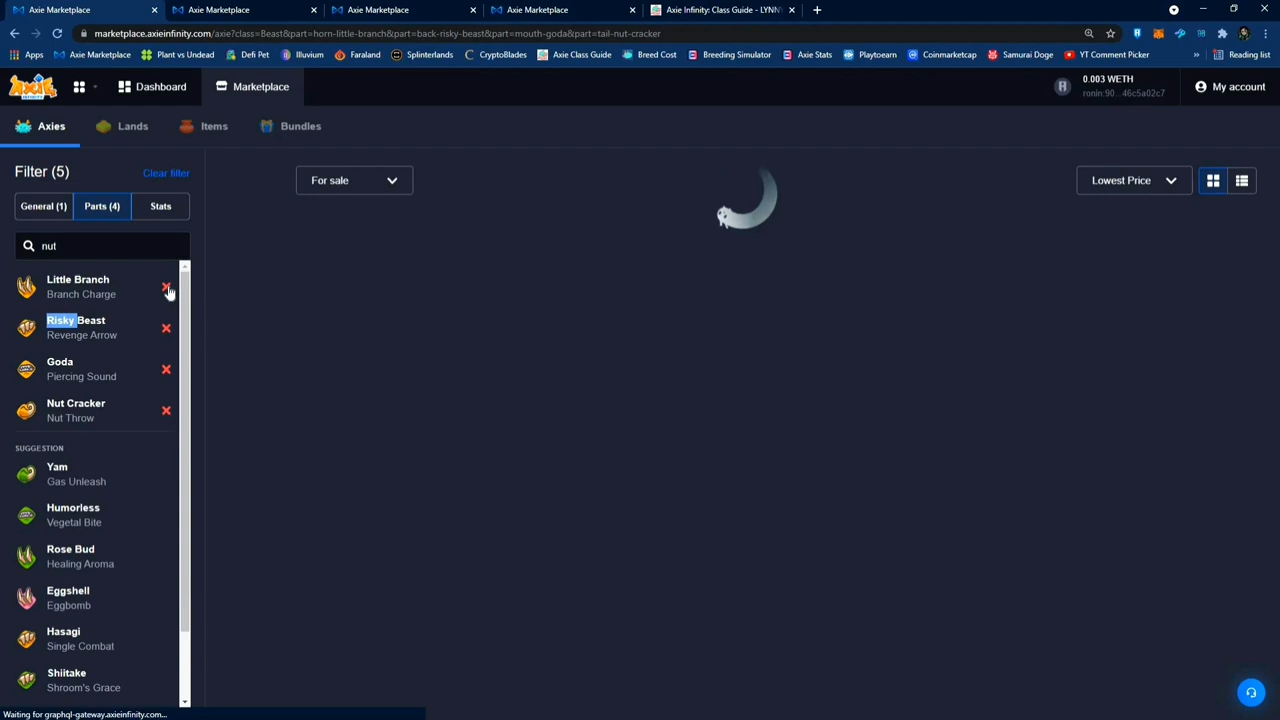 Axie Marketplace
Axie Marketplace
Axie Marketplace
Axie Marketplace
Axie Infinity: Class Guide - LYNN
marketplace.axieinfinity.com/axie?class=Beast&part=horn-little-branch&part=back-risky-beast&part=mouth-goda&part=tail-nut-cracker
Apps
Axie Marketplace
Plant vs Undead
Defi Pet
Illuvium
Faraland
Splinterlands
CryptoBlades
Axie Class Guide
Breed Cost
Breeding Simulator
Axie Stats
Playtoearn
Coinmarketcap
Samurai Doge
YT Comment Picker
»
Reading list
AXIE
INFINITY
Dashboard
Marketplace
0.003 WETH
ronin:90...46c5a02c7
My account
Axies
Lands
Items
Bundles
Filter (5)
Clear filter
General (1)
Parts (4)
Stats
For sale
Lowest Price
nut
Little Branch
Branch Charge
Risky Beast
Revenge Arrow
Goda
Piercing Sound
Nut Cracker
Nut Throw
SUGGESTION
Yam
Gas Unleash
Humorless
Vegetal Bite
Rose Bud
Healing Aroma
Eggshell
Eggbomb
Hasagi
Single Combat
Shiitake
Shroom's Grace
Waiting for graphql-gateway.axieinfinity.com...